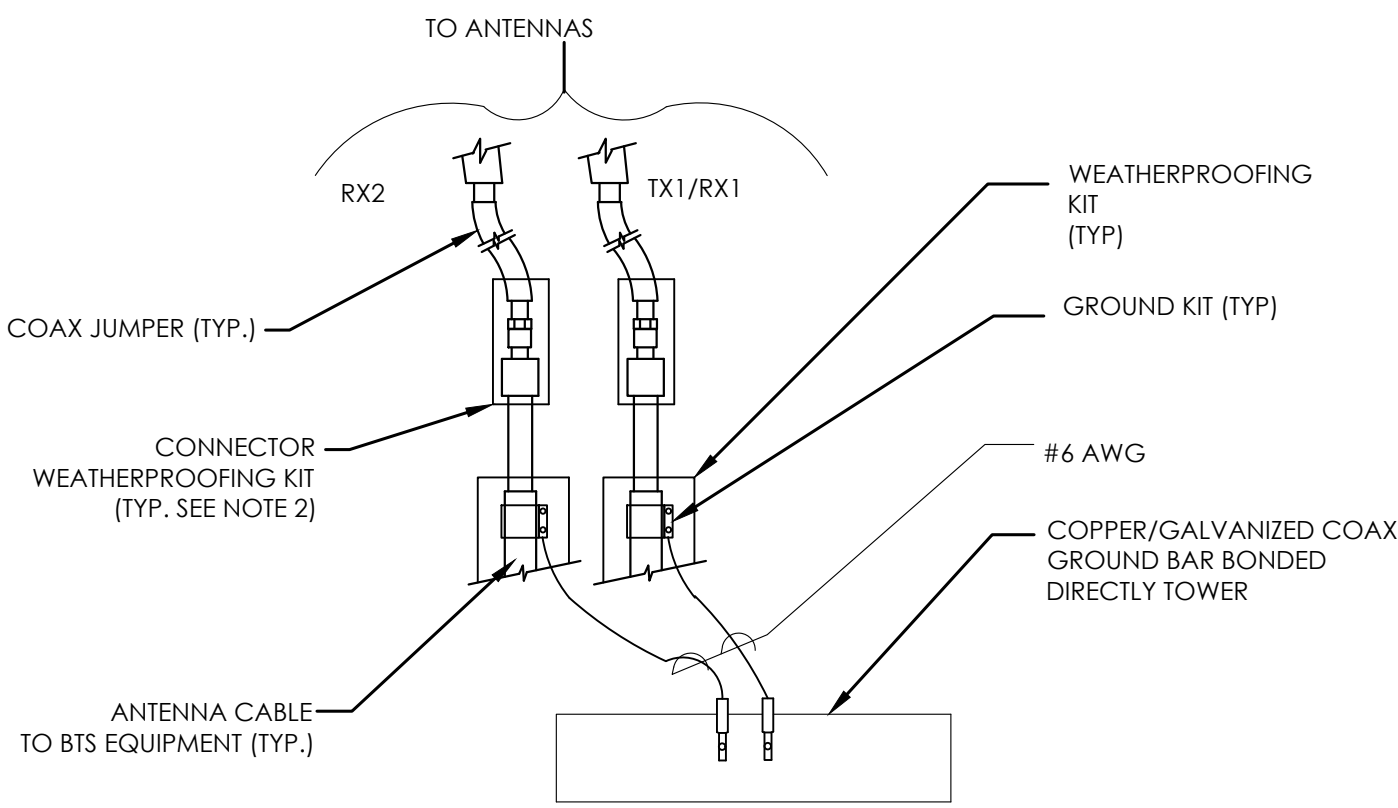 TO ANTENNAS
RX2
TX1/RX1
WEATHERPROOFING
KIT
(TYP)
GROUND KIT (TYP)
COAX JUMPER (TYP.)
CONNECTOR
WEATHERPROOFING KIT
(TYP. SEE NOTE 2)
#6 AWG
COPPER/GALVANIZED COAX
GROUND BAR BONDED
DIRECTLY TOWER
ANTENNA CABLE
TO BTS EQUIPMENT (TYP.)